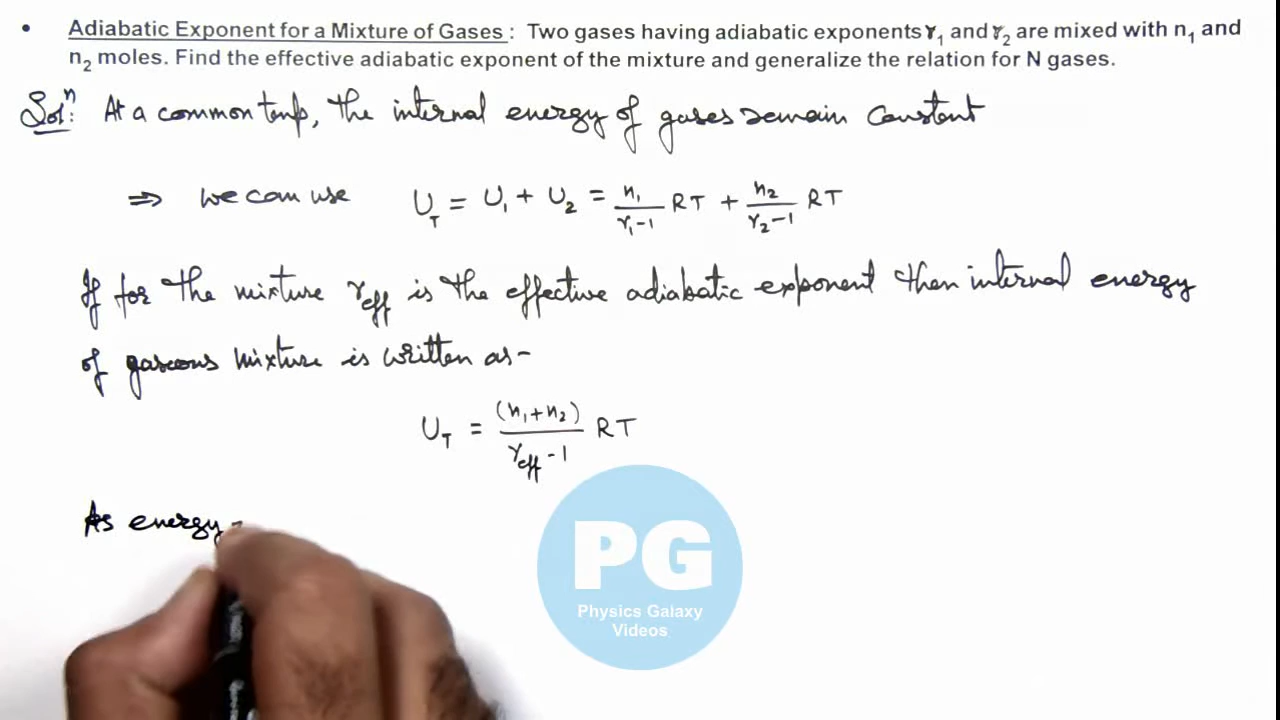 • Adiabatic Exponent for a Mixture of Gases : Two gases having adiabatic exponents γ₁ and γ₂ are mixed with n₁ and
n₂ moles. Find the effective adiabatic exponent of the mixture and generalize the relation for N gases.
Solⁿ: At a common temp, the internal energy of gases remain constant
⇒ we can use U_T = U₁ + U₂ = n₁/(γ₁-1) RT + n₂/(γ₂-1) RT
If for the mixture γ_eff is the effective adiabatic exponent then internal energy
of gaseous mixture is written as-
U_T = (n₁+n₂)/(γ_eff -1) RT
As energy
PG
Physics Galaxy
Videos